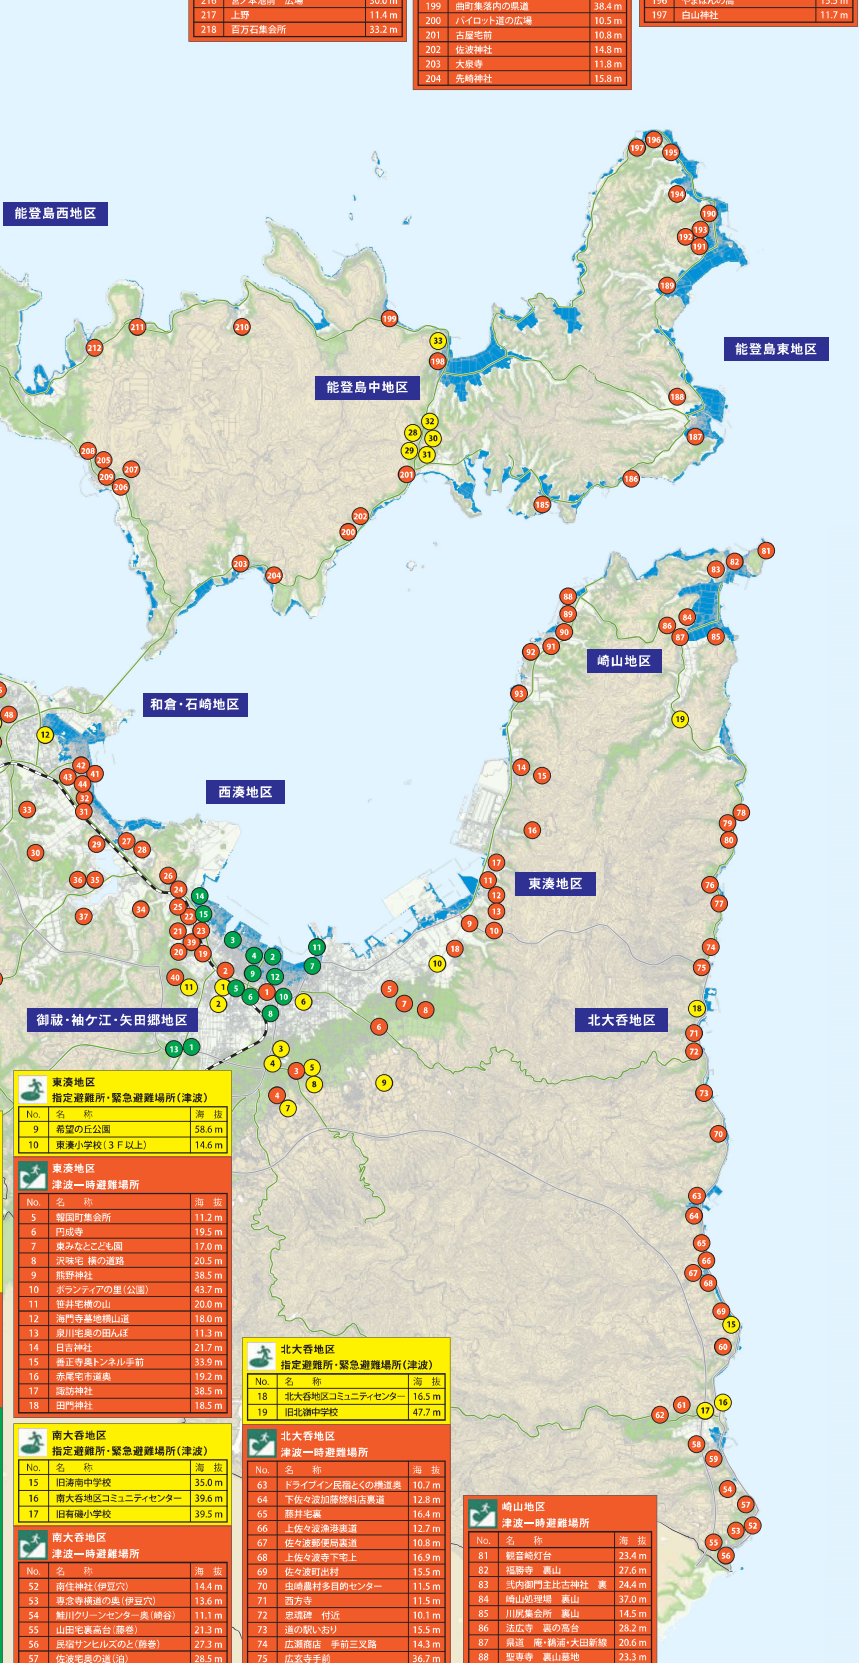 216 宮ノ本池前 広場 30.0 m
217 上野 11.4 m
218 百万石集会所 33.2 m
199 曲町集落内の県道 38.4 m
200 パイロット道の広場 10.5 m
201 古屋宅前 10.8 m
202 佐波神社 14.8 m
203 大泉寺 11.8 m
204 先崎神社 15.8 m
197 白山神社 11.7 m
能登島西地区
能登島東地区
能登島中地区
崎山地区
和倉・石崎地区
西湊地区
東湊地区
御祓・袖ケ江・矢田郷地区
北大呑地区
東湊地区
指定避難所・緊急避難場所(津波)
No. 名 称 海 抜
9 希望の丘公園 58.6 m
10 東湊小学校(3F以上) 14.6 m
東湊地区
津波一時避難場所
No. 名 称 海 抜
5 報国町集会所 11.2 m
6 円成寺 19.5 m
7 東みなとこども園 17.0 m
8 沢味宅 横の道路 20.5 m
9 熊野神社 38.5 m
10 ボランティアの里(公園) 43.7 m
11 笹井宅横の山 20.0 m
12 海門寺墓地横山道 18.0 m
13 泉川宅奥の田んぼ 11.3 m
14 日吉神社 21.7 m
15 善正寺奥トンネル手前 33.9 m
16 赤尾宅市道奥 19.2 m
17 諏訪神社 38.5 m
18 田門神社 18.5 m
南大呑地区
指定避難所・緊急避難場所(津波)
No. 名 称 海 抜
15 旧涛南中学校 35.0 m
16 南大呑地区コミュニティセンター 39.6 m
17 旧有磯小学校 39.5 m
南大呑地区
津波一時避難場所
No. 名 称 海 抜
52 南住神社(伊豆穴) 14.4 m
53 専念寺横道の奥(伊豆穴) 13.6 m
54 鮭川クリーンセンター奥(崎谷) 11.1 m
55 山田宅裏高台(藤巻) 21.3 m
56 民宿サンヒルズのと(藤巻) 27.3 m
57 佐波宅奥の道(泊) 28.5 m
北大呑地区
指定避難所・緊急避難場所(津波)
No. 名 称 海 抜
18 北大呑地区コミュニティセンター 16.5 m
19 旧北嶺中学校 47.7 m
北大呑地区
津波一時避難場所
No. 名 称 海 抜
63 ドライブイン民宿とくの横道奥 10.7 m
64 下佐々波加藤燃料店裏道 12.8 m
65 藤井宅裏 16.4 m
66 上佐々波漁港裏道 12.7 m
67 佐々波郵便局裏道 10.8 m
68 上佐々波寺下宅上 16.9 m
69 佐々波町出村 15.5 m
70 虫崎農村多目的センター 11.5 m
71 西方寺 11.5 m
72 忠魂碑 付近 10.1 m
73 道の駅いおり 15.5 m
74 広瀬商店 手前三叉路 14.3 m
75 広玄寺手前 36.7 m
崎山地区
津波一時避難場所
No. 名 称 海 抜
81 観音崎灯台 23.4 m
82 福勝寺 裏山 27.6 m
83 弐内御門主比古神社 裏 24.4 m
84 崎山処理場 裏山 37.0 m
85 川尻集会所 裏山 14.5 m
86 法広寺 裏の高台 28.2 m
87 県道 庵・鵜浦・大田新線 20.6 m
88 聖専寺 裏山墓地 23.3 m